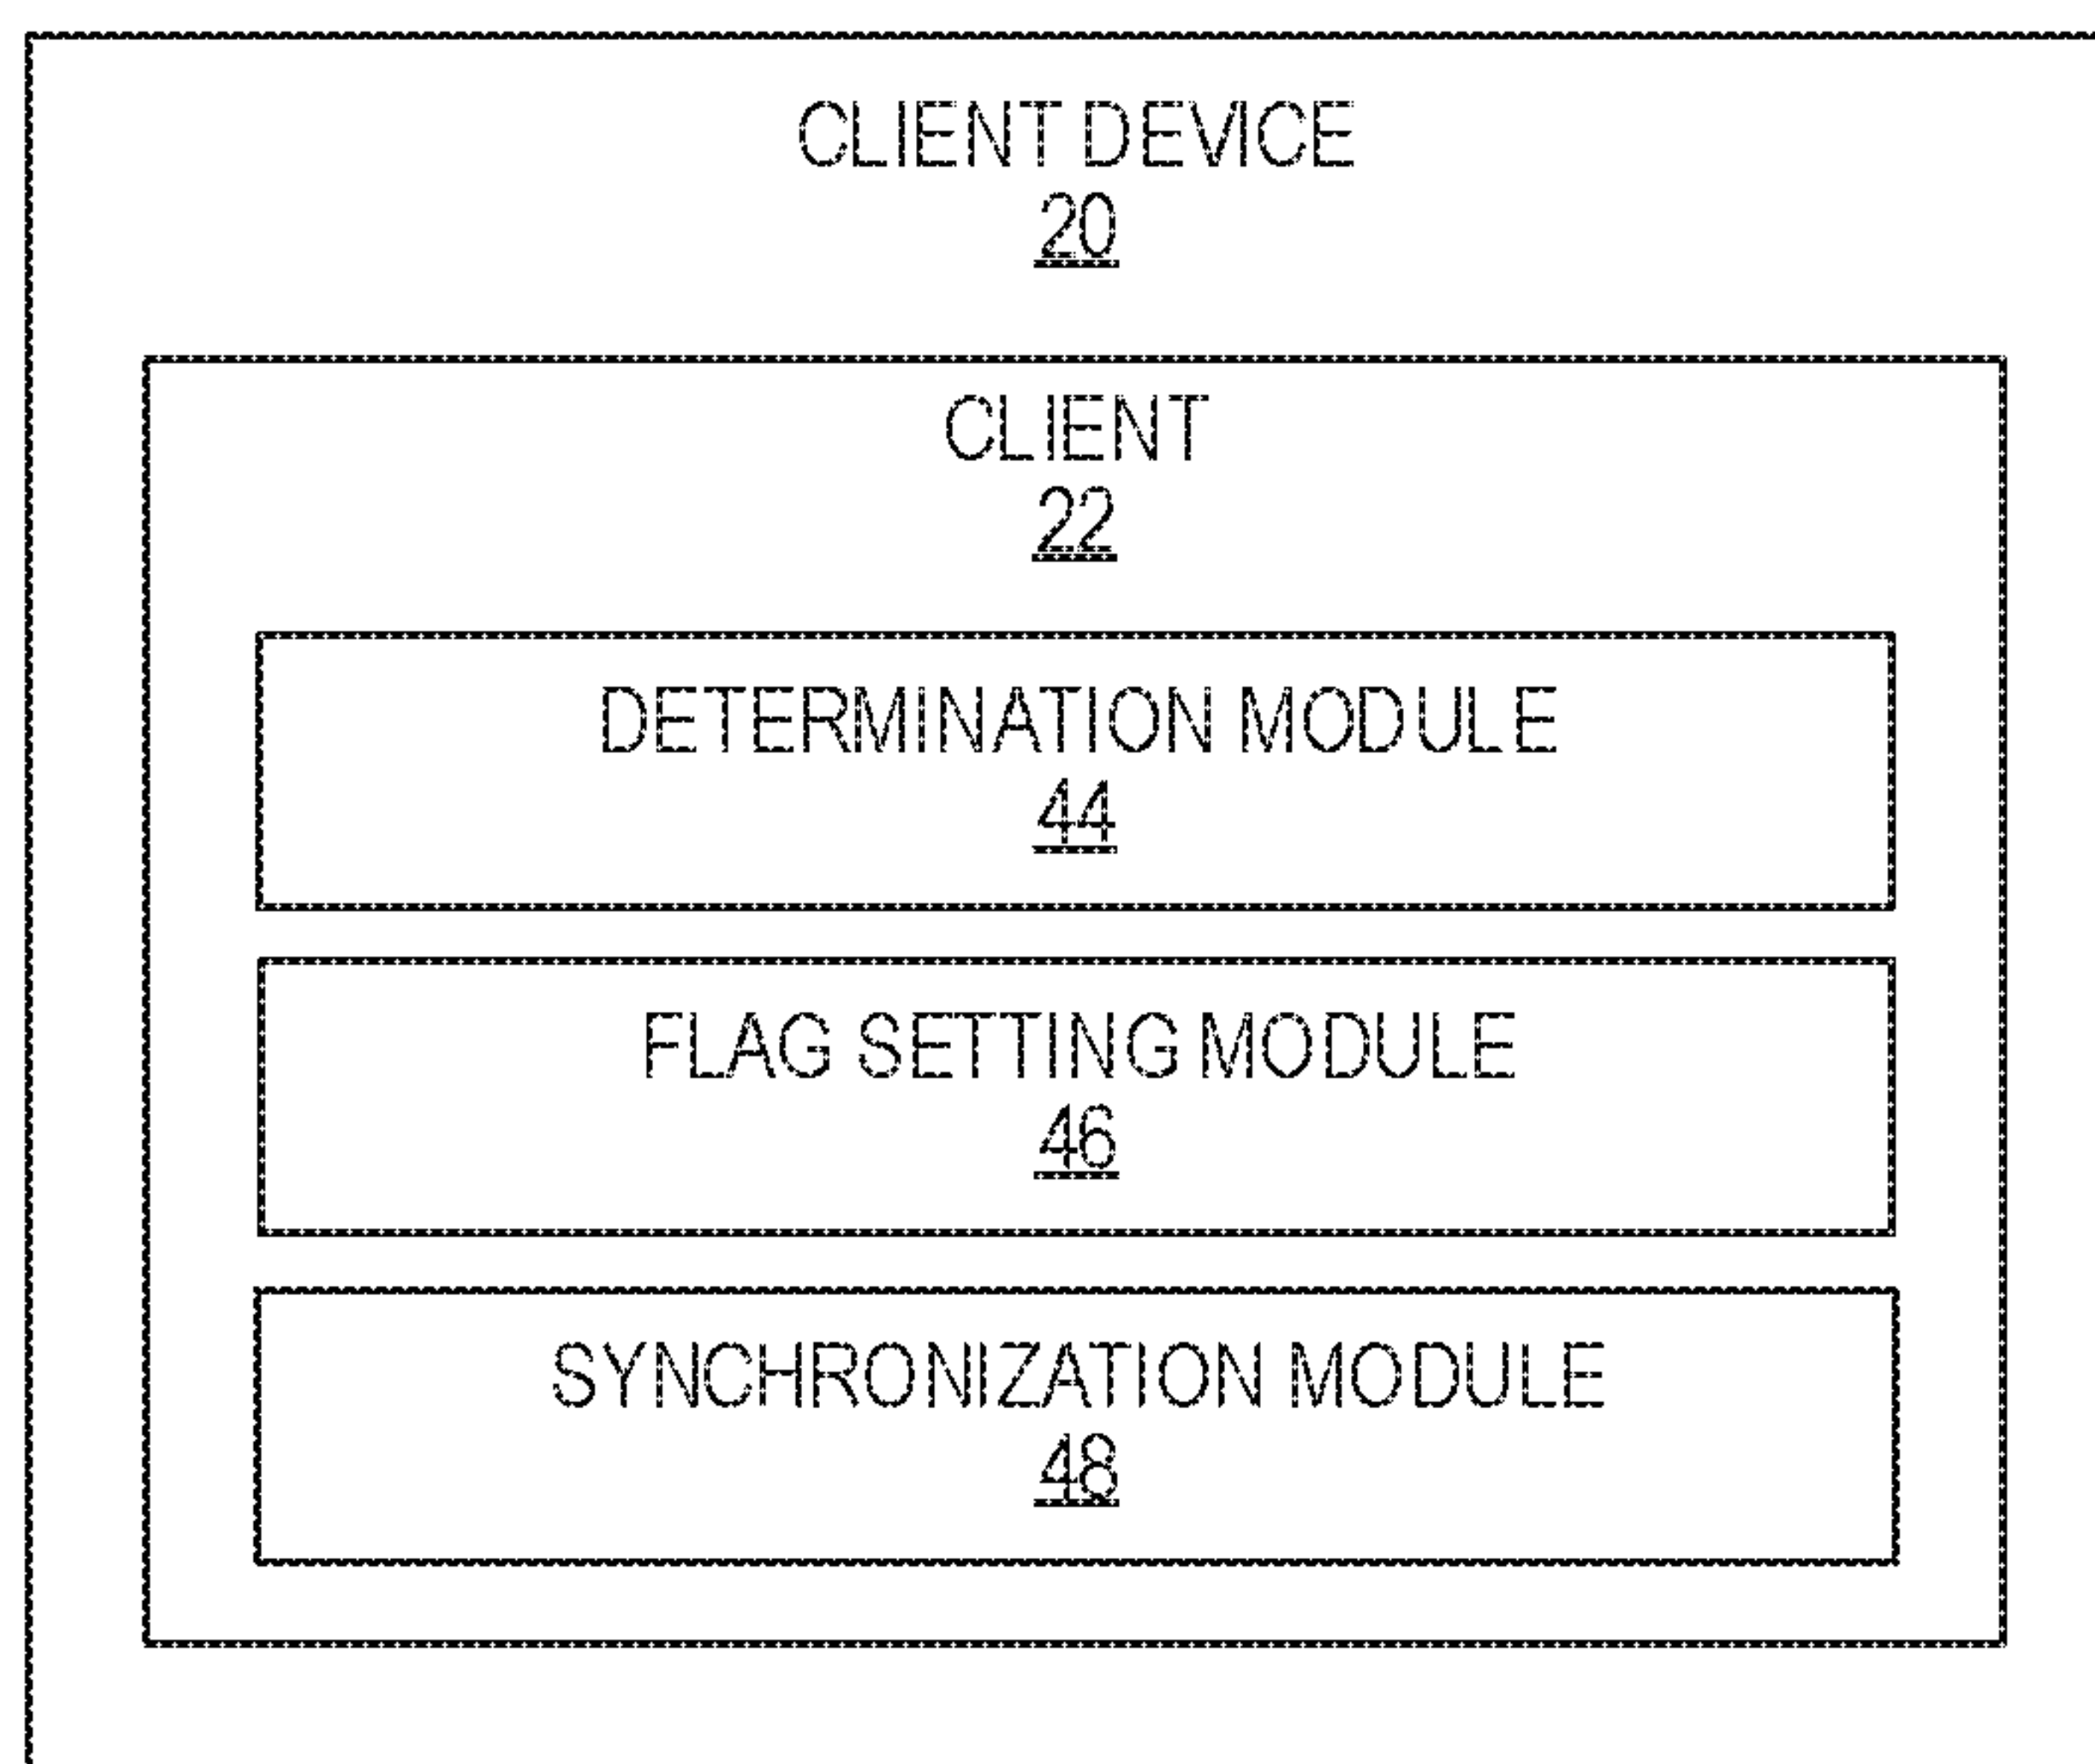 CLIENT DEVICE
20
CLIENT
22
DETERMINATION MODULE
44
FLAG SETTING MODULE
46
SYNCHRONIZATION MODULE
48